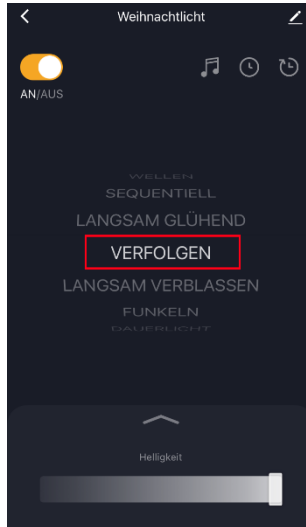 Weihnachtlicht
AN/AUS
WELLEN
SEQUENTIELL
LANGSAM GLÜHEND
VERFOLGEN
LANGSAM VERBLASSEN
FUNKELN
DAUERLICHT
Helligkeit